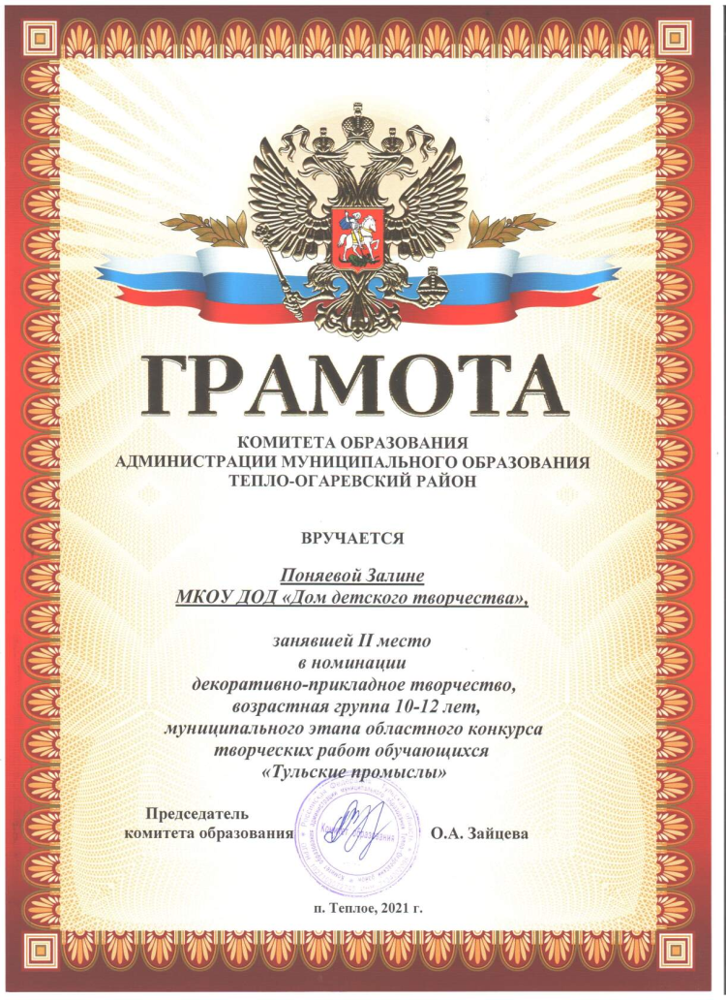 ГРАМОТА
КОМИТЕТА ОБРАЗОВАНИЯ
АДМИНИСТРАЦИИ МУНИЦИПАЛЬНОГО ОБРАЗОВАНИЯ
ТЕПЛО-ОГАРЕВСКИЙ РАЙОН
ВРУЧАЕТСЯ
Поняевой Залине
МКОУ ДОД «Дом детского творчества»,
занявшей II место
в номинации
декоративно-прикладное творчество,
возрастная группа 10-12 лет,
муниципального этапа областного конкурса
творческих работ обучающихся
«Тульские промыслы»
Председатель
комитета образования
Комитет образования
О.А. Зайцева
п. Теплое, 2021 г.